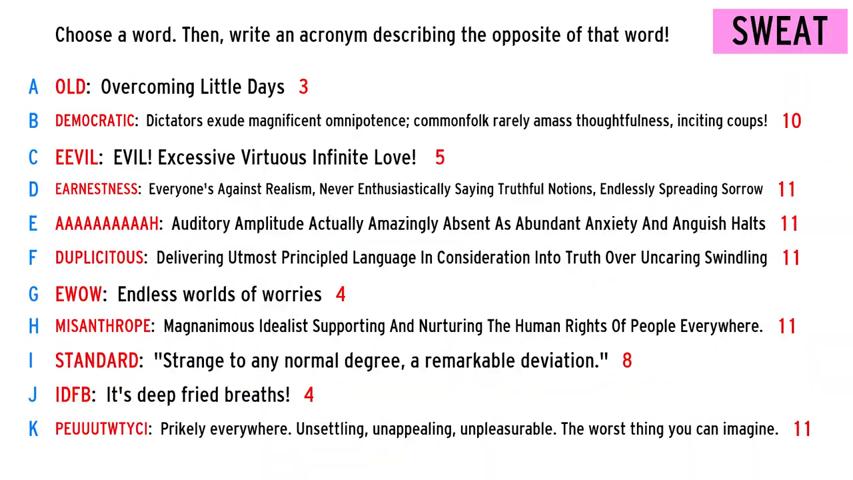 Choose a word. Then, write an acronym describing the opposite of that word!
SWEAT
A OLD: Overcoming Little Days 3
B DEMOCRATIC: Dictators exude magnificent omnipotence; commonfolk rarely amass thoughtfulness, inciting coups! 10
C EEVIL: EVIL! Excessive Virtuous Infinite Love! 5
D EARNESTNESS: Everyone's Against Realism, Never Enthusiastically Saying Truthful Notions, Endlessly Spreading Sorrow 11
E AAAAAAAAAAH: Auditory Amplitude Actually Amazingly Absent As Abundant Anxiety And Anguish Halts 11
F DUPLICITOUS: Delivering Utmost Principled Language In Consideration Into Truth Over Uncaring Swindling 11
G EWOW: Endless worlds of worries 4
H MISANTHROPE: Magnanimous Idealist Supporting And Nurturing The Human Rights Of People Everywhere. 11
I STANDARD: "Strange to any normal degree, a remarkable deviation." 8
J IDFB: It's deep fried breaths! 4
K PEUUUTWTYCI: Prikely everywhere. Unsettling, unappealing, unpleasurable. The worst thing you can imagine. 11